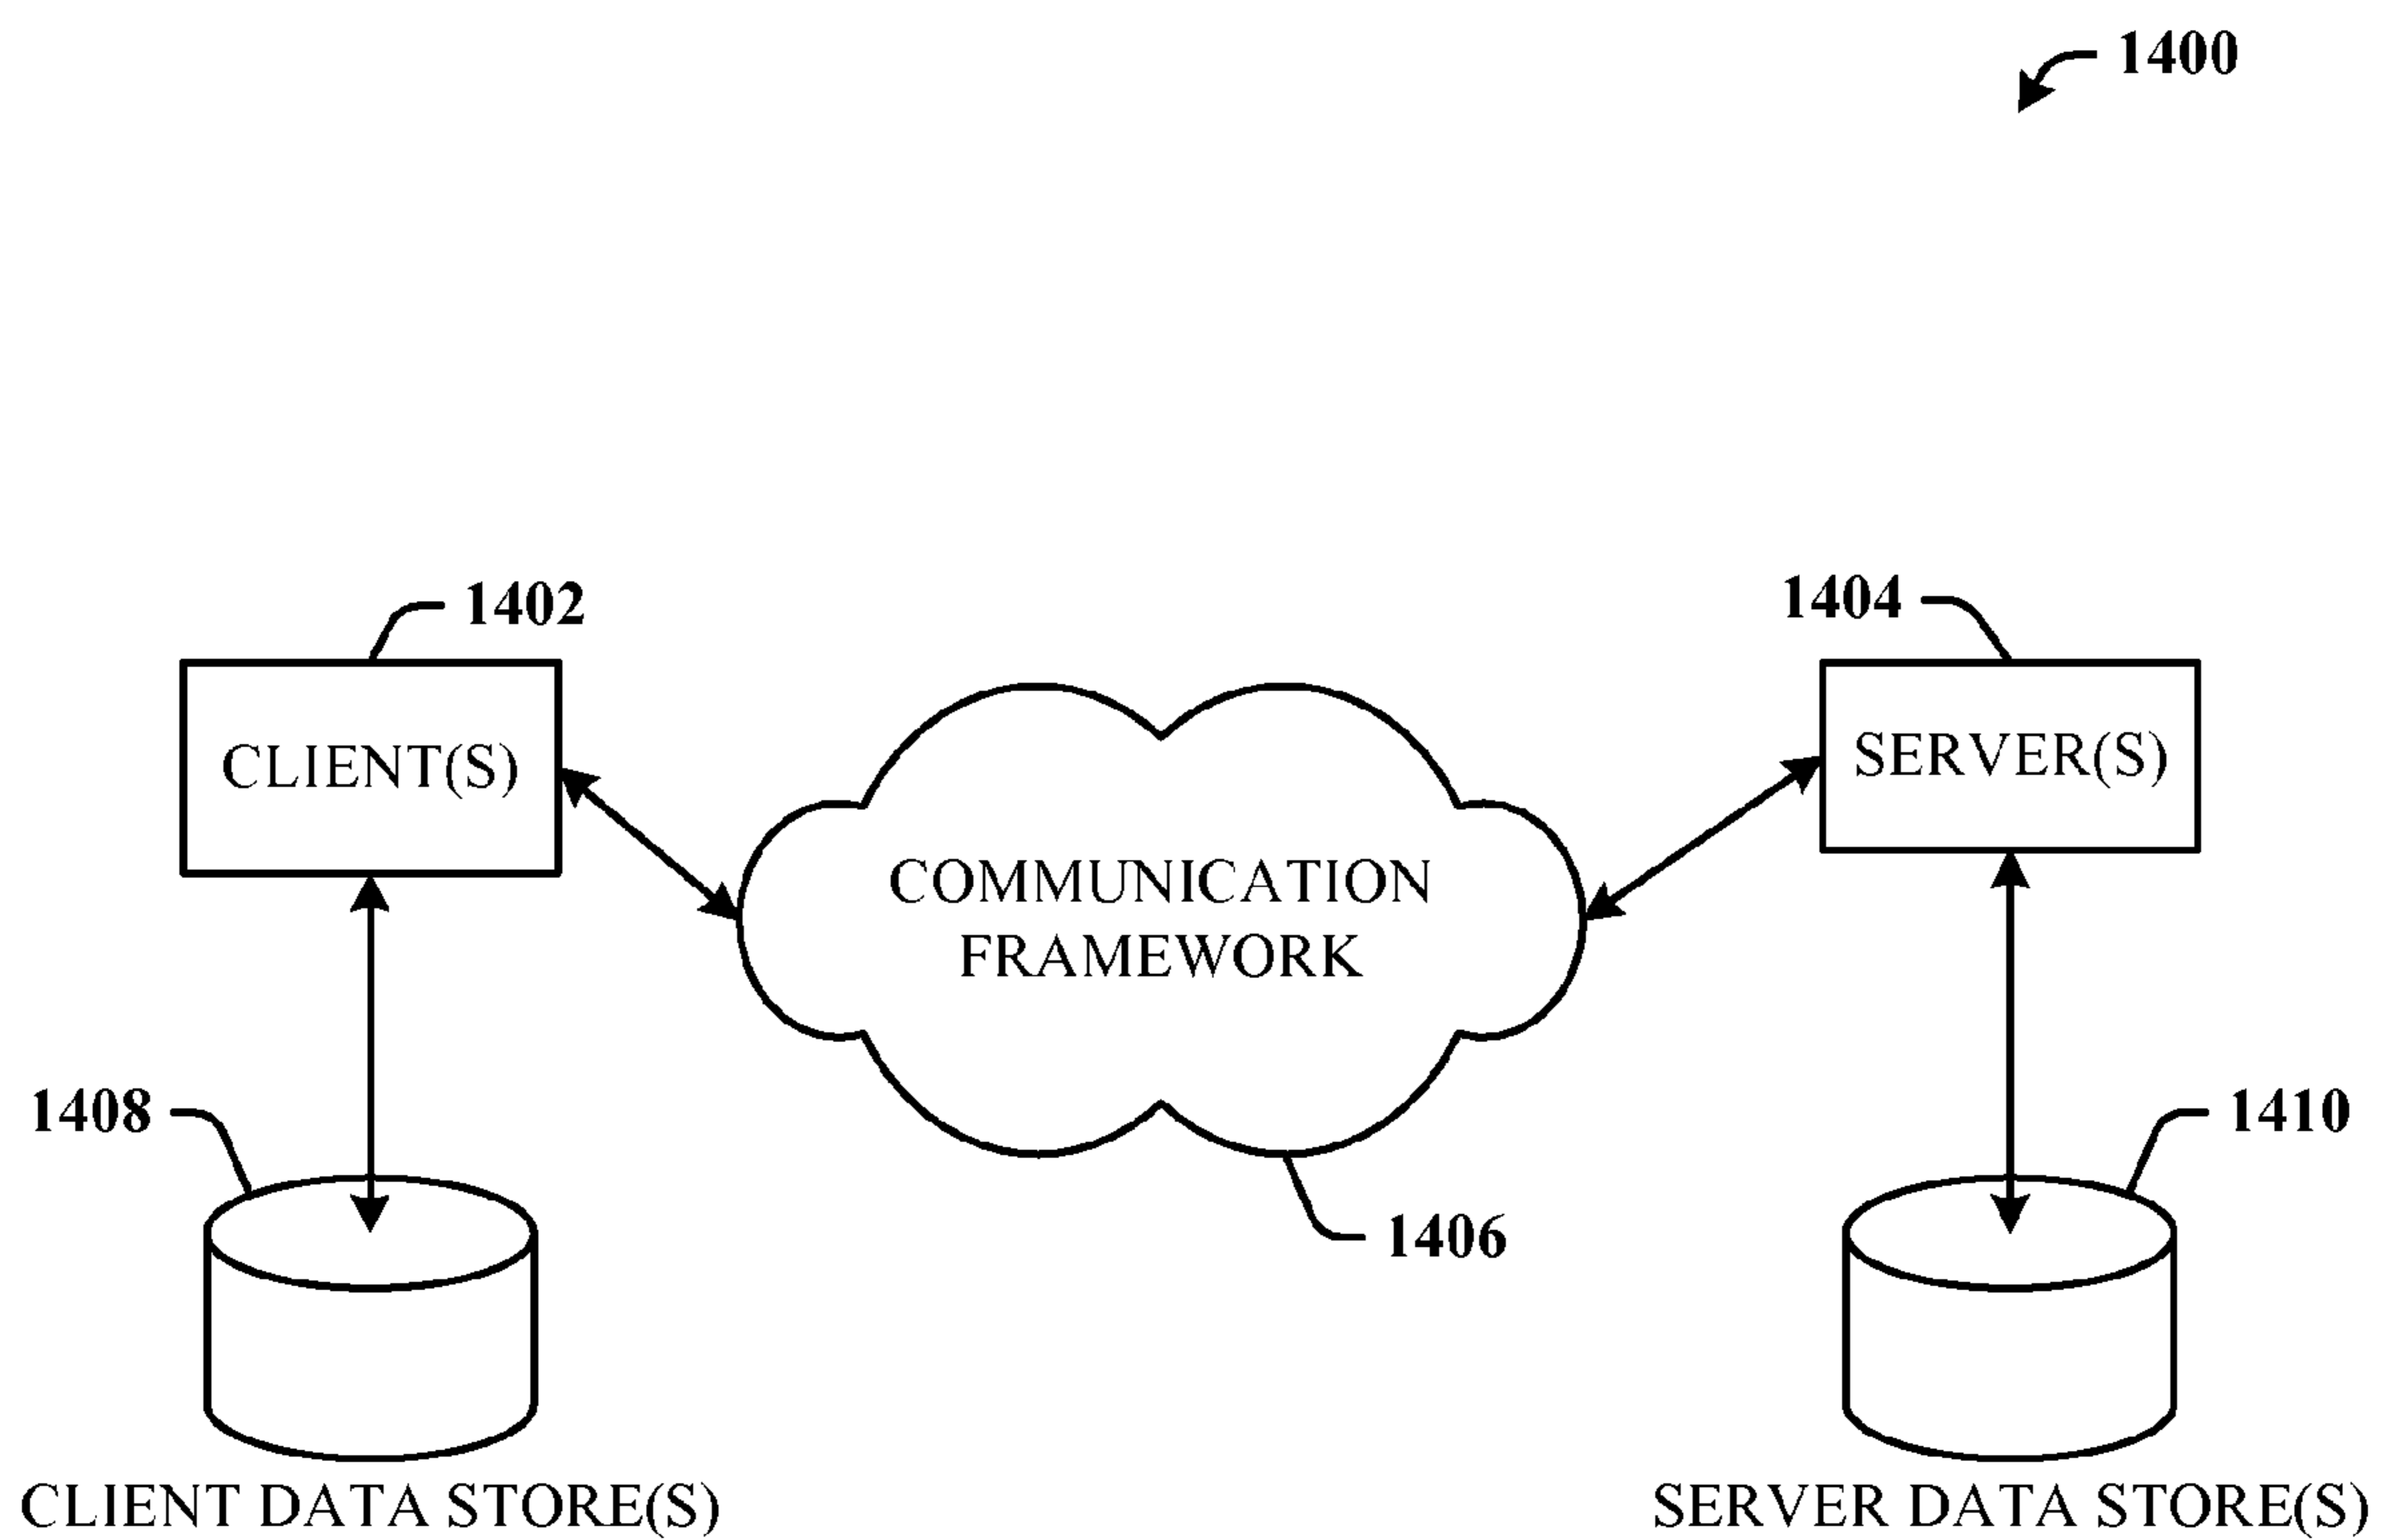 1400
1402
1404
CLIENT(S)
SERVER(S)
COMMUNICATION
FRAMEWORK
1408
1410
1406
CLIENT DATA STORE(S)
SERVER DATA STORE(S)